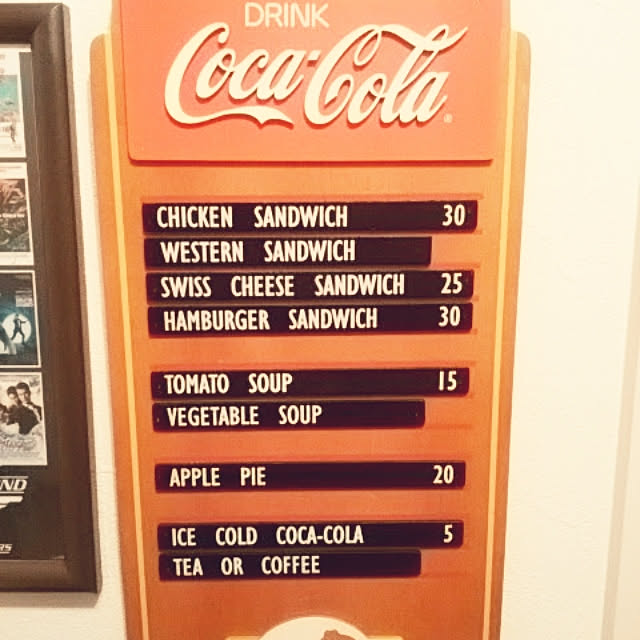 DRINK
Coca-Cola
CHICKEN SANDWICH 30
WESTERN SANDWICH
SWISS CHEESE SANDWICH 25
HAMBURGER SANDWICH 30
TOMATO SOUP 15
VEGETABLE SOUP
APPLE PIE 20
ICE COLD COCA-COLA 5
TEA OR COFFEE